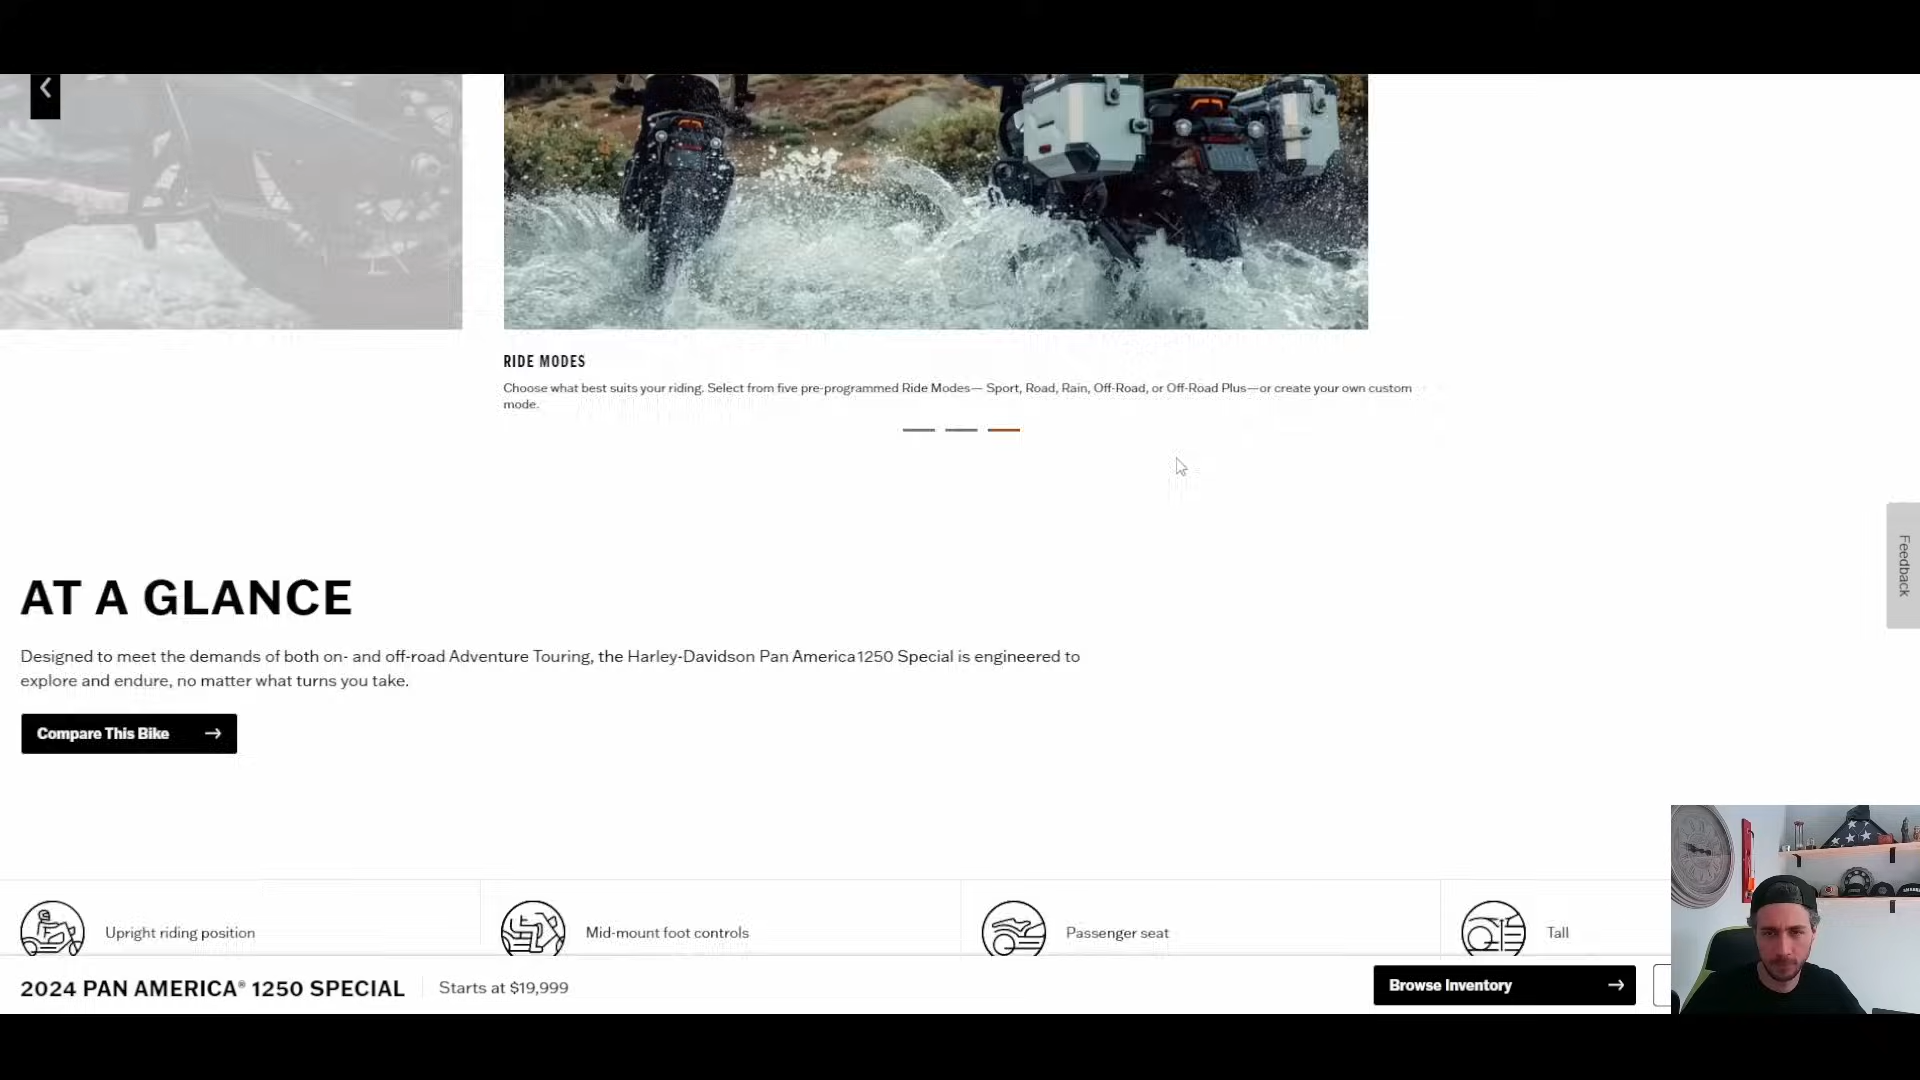 RIDE MODES
Choose what best suits your riding. Select from five pre-programmed Ride Modes— Sport, Road, Rain, Off-Road, or Off-Road Plus—or create your own custom
mode.
Feedback
AT A GLANCE
Designed to meet the demands of both on- and off-road Adventure Touring, the Harley-Davidson Pan America 1250 Special is engineered to
explore and endure, no matter what turns you take.
Compare This Bike
Upright riding position
Mid-mount foot controls
Passenger seat
Tall
2024 PAN AMERICA® 1250 SPECIAL
Starts at $19,999
Browse Inventory